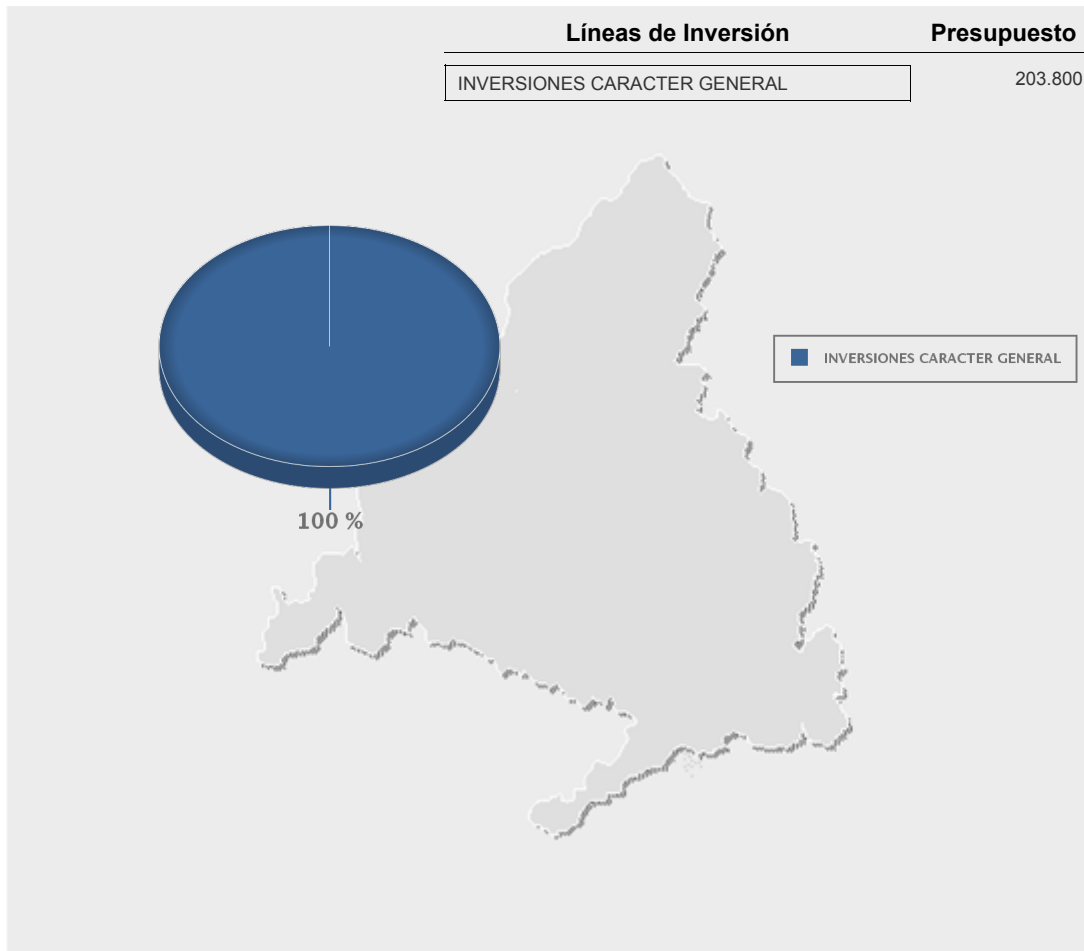 Líneas de Inversión Presupuesto
INVERSIONES CARACTER GENERAL 203.800
INVERSIONES CARACTER GENERAL
100 %